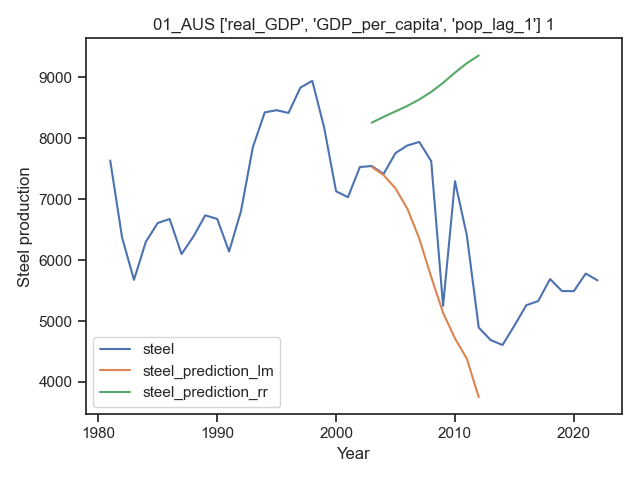 01_AUS ['real_GDP', 'GDP_per_capita', 'pop_lag_1'] 1
9000
8000
7000
6000
5000
4000
Steel production
steel
steel_prediction_lm
steel_prediction_rr
1980
1990
2000
2010
2020
Year